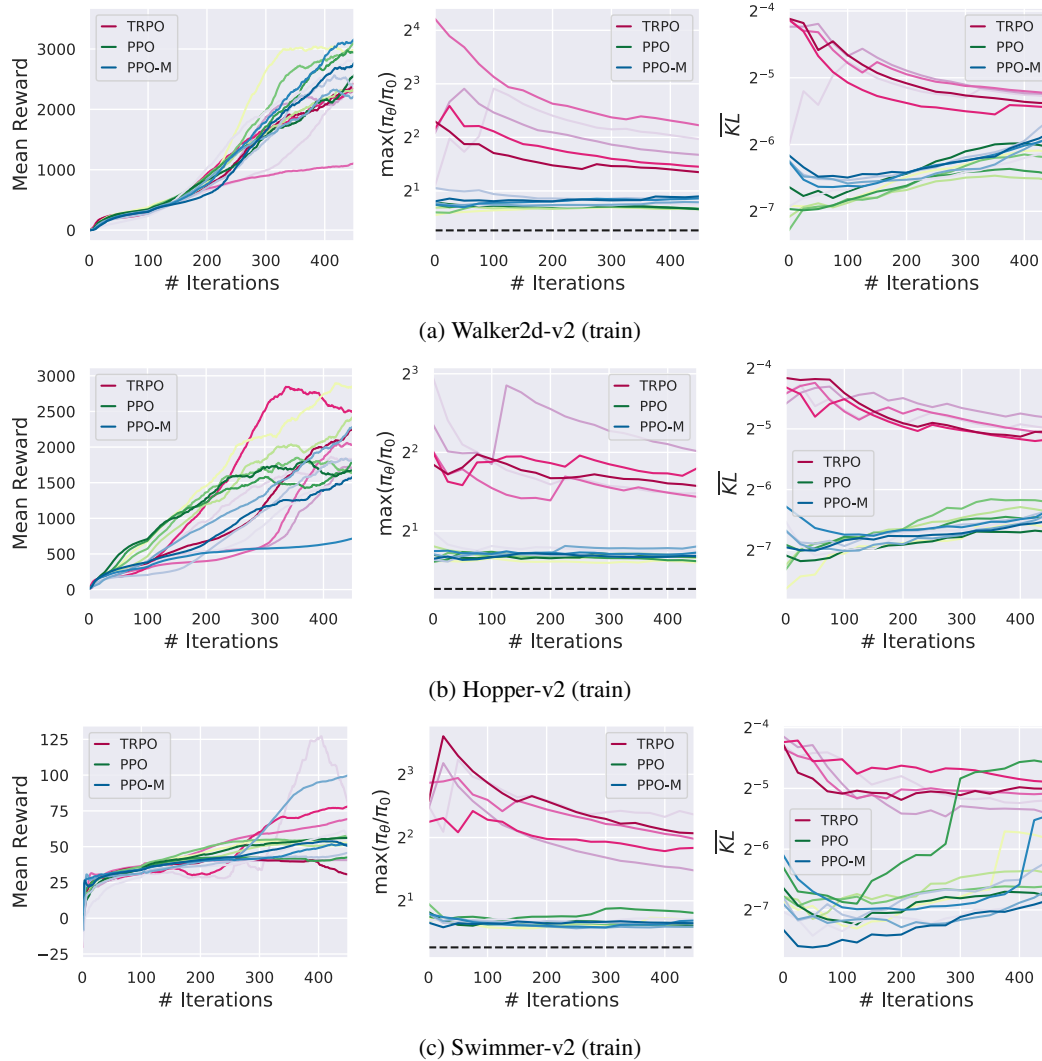 TRPO
PPO
PPO-M
Mean Reward
3000
2000
1000
0
0 100 200 300 400
# Iterations
TRPO
PPO
PPO-M
max(πθ/π0)
2^4
2^2
2^1
0 100 200 300 400
# Iterations
TRPO
PPO
PPO-M
KL
2^−4
2^−5
2^−6
2^−7
0 100 200 300 400
# Iterations
(a) Walker2d-v2 (train)
TRPO
PPO
PPO-M
Mean Reward
3000
2500
2000
1500
1000
500
0
0 100 200 300 400
# Iterations
TRPO
PPO
PPO-M
max(πθ/π0)
2^3
2^2
2^1
0 100 200 300 400
# Iterations
TRPO
PPO
PPO-M
KL
2^−4
2^−5
2^−6
2^−7
0 100 200 300 400
# Iterations
(b) Hopper-v2 (train)
TRPO
PPO
PPO-M
Mean Reward
125
100
75
50
25
0
−25
0 100 200 300 400
# Iterations
TRPO
PPO
PPO-M
max(πθ/π0)
2^3
2^2
2^1
0 100 200 300 400
# Iterations
TRPO
PPO
PPO-M
KL
2^−4
2^−5
2^−6
2^−7
0 100 200 300 400
# Iterations
(c) Swimmer-v2 (train)